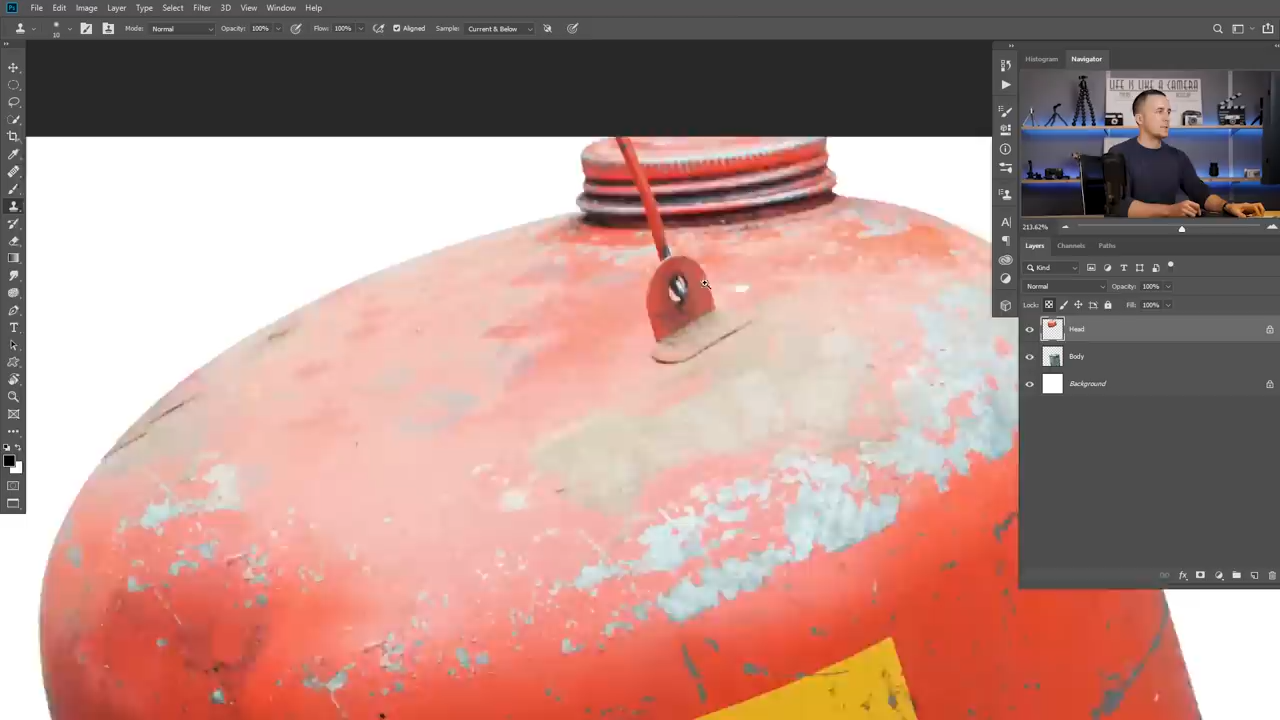 Ps File Edit Image Layer Type Select Filter 3D View Window Help
10 Mode: Normal Opacity: 100% Flow: 100% Aligned Sample: Current & Below
Histogram Navigator
LIFE IS LIKE A CAMERA
213.62%
Layers Channels Paths
Kind
Normal Opacity: 100%
Lock: Fill: 100%
Head
Body
Background